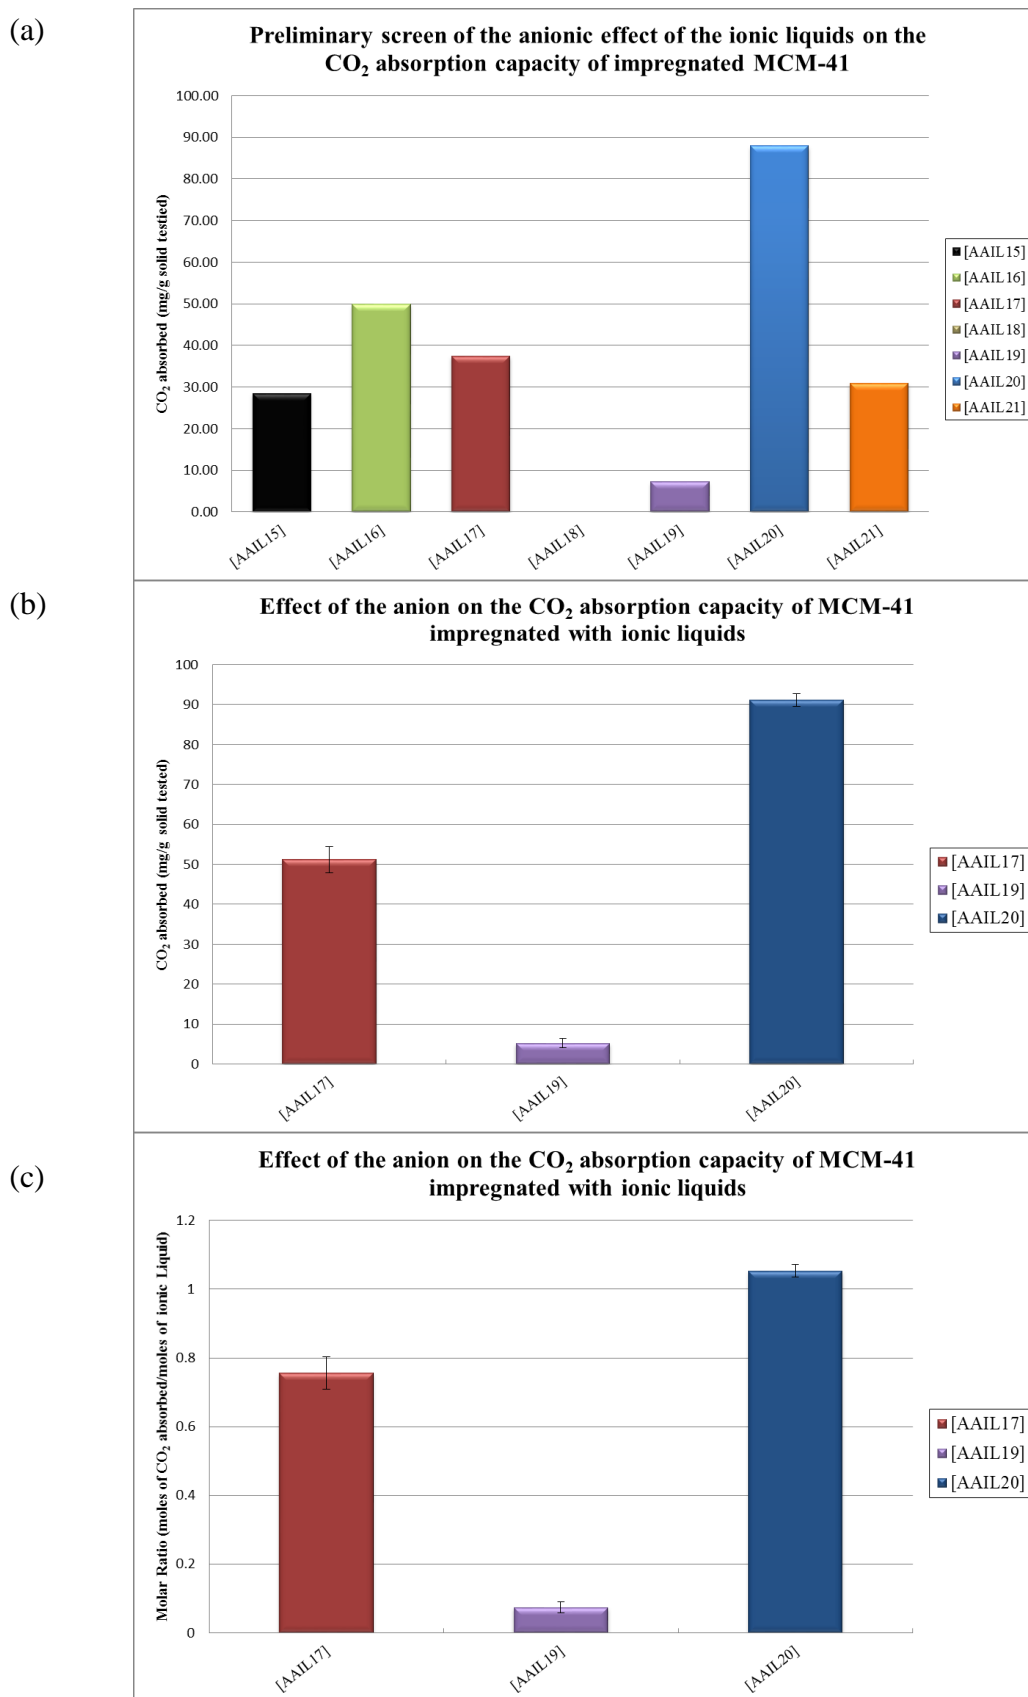 (a)
Preliminary screen of the anionic effect of the ionic liquids on the
CO₂ absorption capacity of impregnated MCM-41
CO₂ absorbed (mg/g solid testied)
100.00
90.00
80.00
70.00
60.00
50.00
40.00
30.00
20.00
10.00
0.00
[AAIL15]
[AAIL16]
[AAIL17]
[AAIL18]
[AAIL19]
[AAIL20]
[AAIL21]
[AAIL15]
[AAIL16]
[AAIL17]
[AAIL18]
[AAIL19]
[AAIL20]
[AAIL21]
(b)
Effect of the anion on the CO₂ absorption capacity of MCM-41
impregnated with ionic liquids
CO₂ absorbed (mg/g solid tested)
100
90
80
70
60
50
40
30
20
10
0
[AAIL17]
[AAIL19]
[AAIL20]
[AAIL17]
[AAIL19]
[AAIL20]
(c)
Effect of the anion on the CO₂ absorption capacity of MCM-41
impregnated with ionic liquids
Molar Ratio (moles of CO₂ absorbed/moles of ionic Liquid)
1.2
1
0.8
0.6
0.4
0.2
0
[AAIL17]
[AAIL19]
[AAIL20]
[AAIL17]
[AAIL19]
[AAIL20]